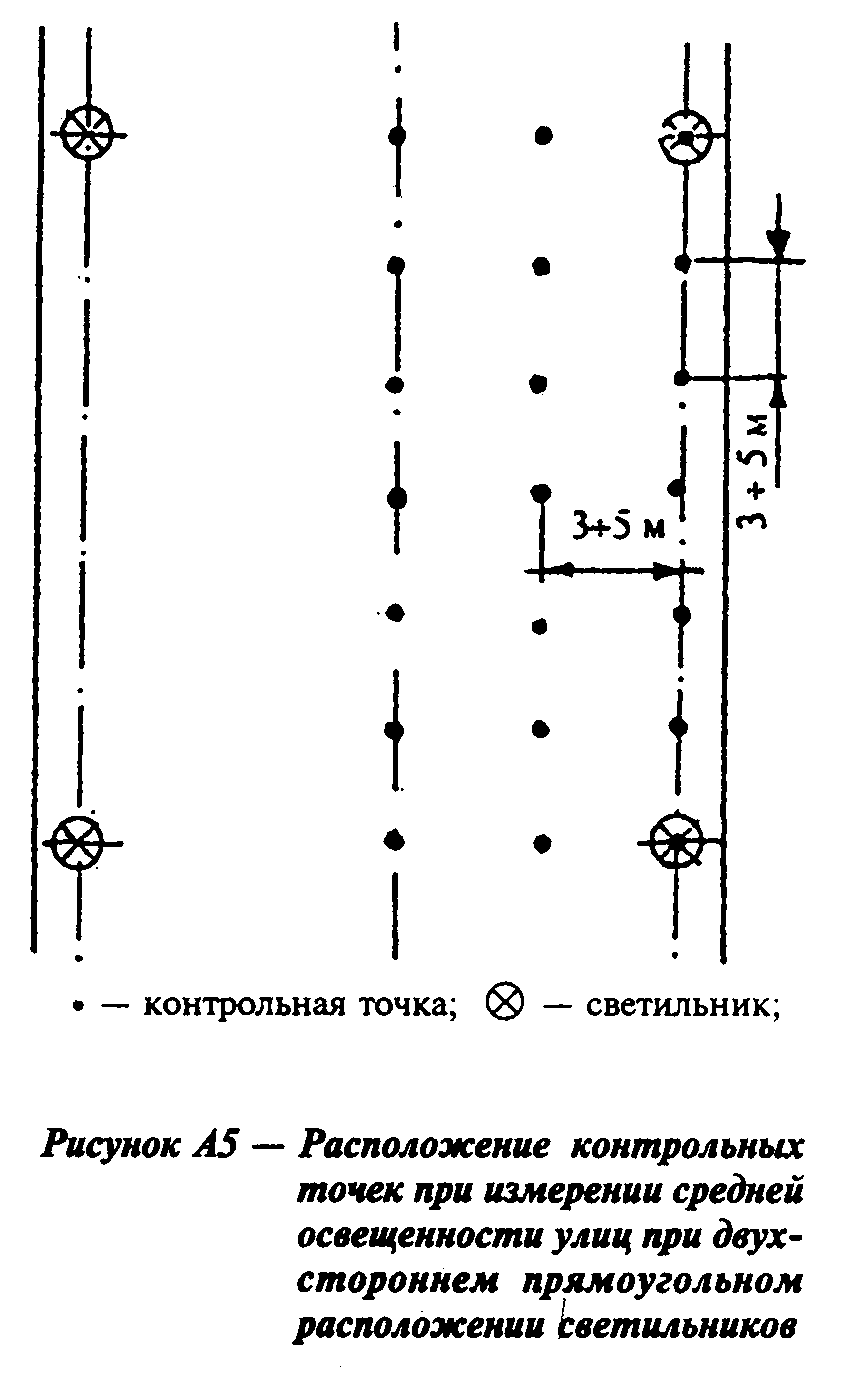 3+5 м
3+5 м
• — контрольная точка; ⊗ — светильник;
Рисунок А5 — Расположение контрольных
точек при измерении средней
освещенности улиц при двух-
стороннем прямоугольном
расположении светильников